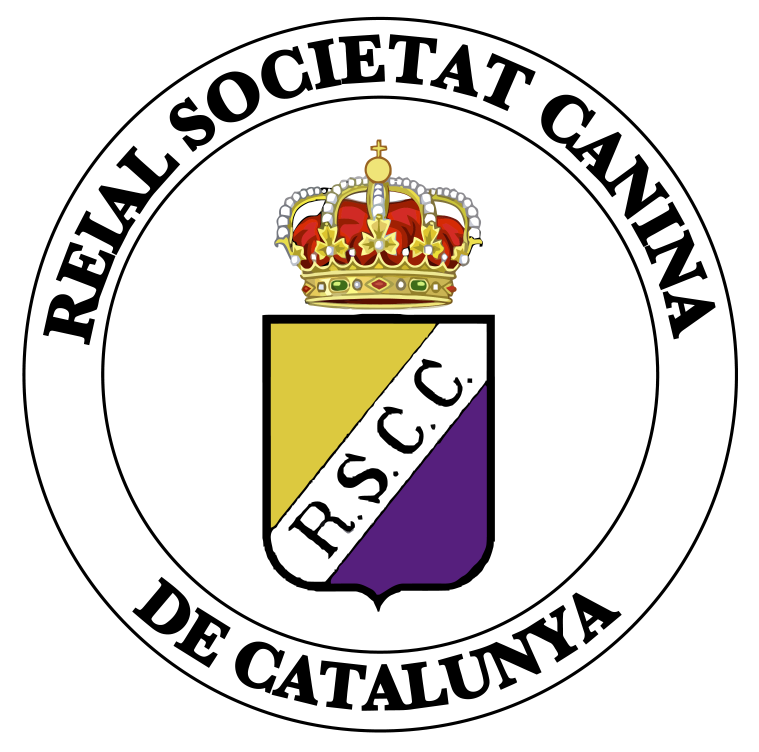 REIAL SOCIETAT CANINA
R.S.C.C.
DE CATALUNYA